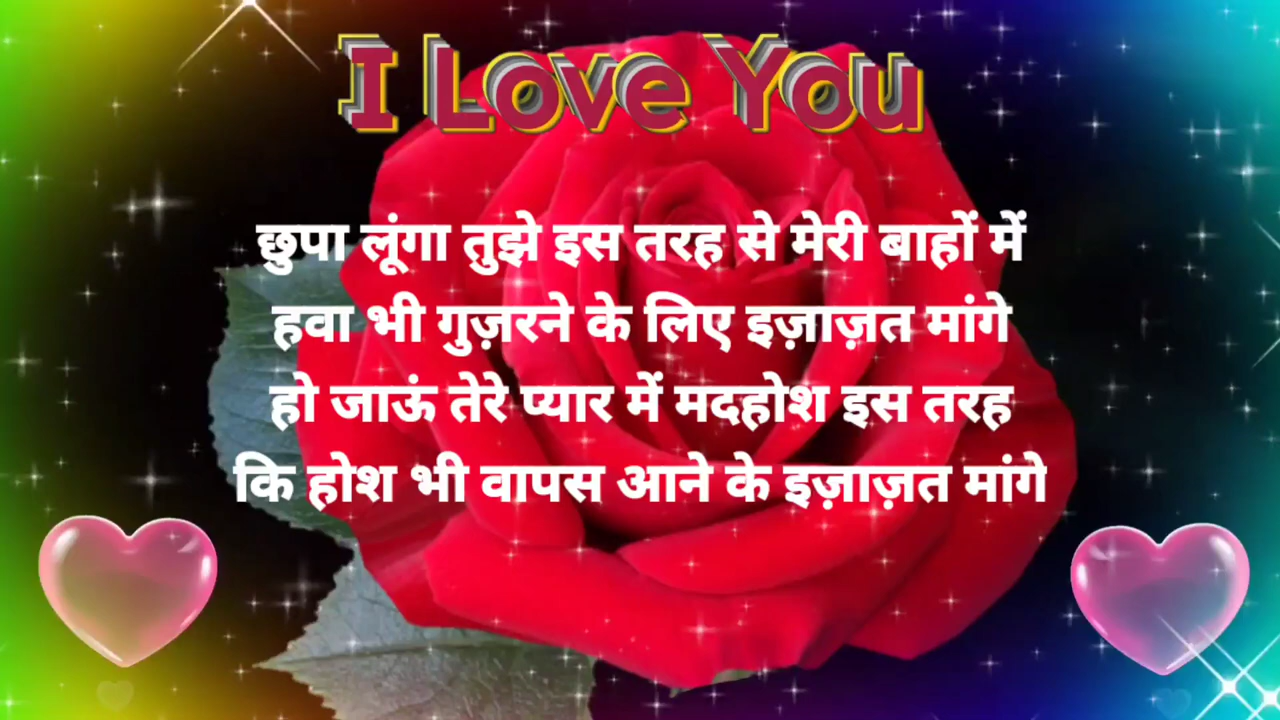 I Love You
छुपा लूंगा तुझे इस तरह से मेरी बाहों में
हवा भी गुज़रने के लिए इज़ाज़त मांगे
हो जाऊं तेरे प्यार में मदहोश इस तरह
कि होश भी वापस आने के इज़ाज़त मांगे